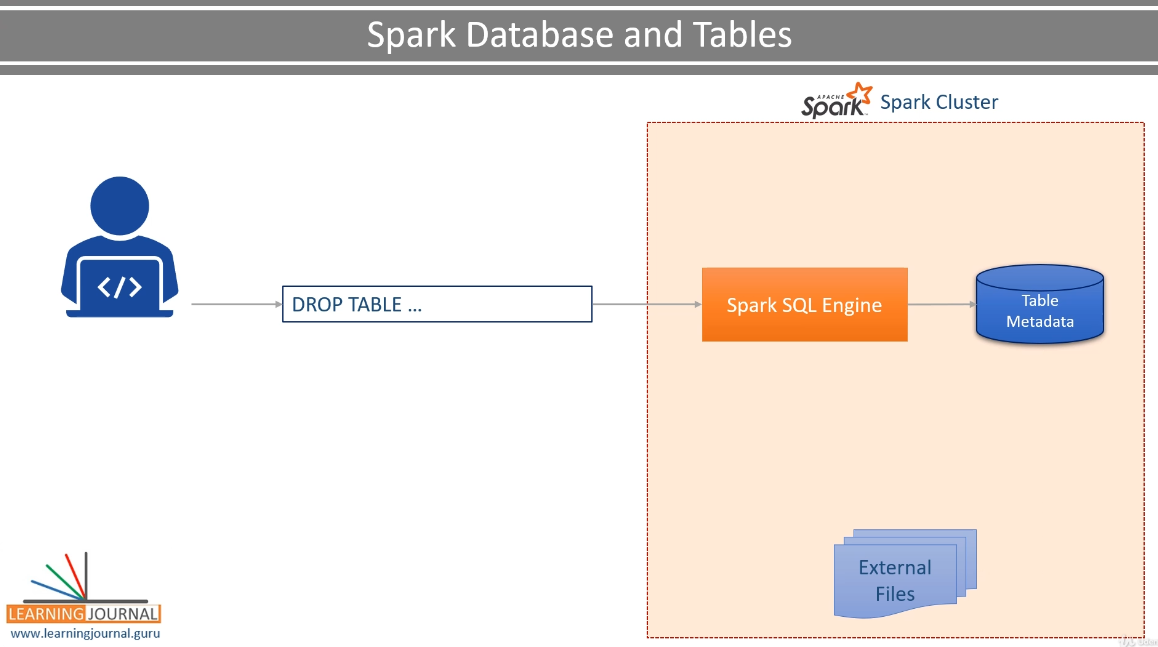 Spark Database and Tables
APACHE
Spark
Spark Cluster
</>
DROP TABLE ...
Spark SQL Engine
Table
Metadata
External
Files
LEARNING JOURNAL
www.learningjournal.guru